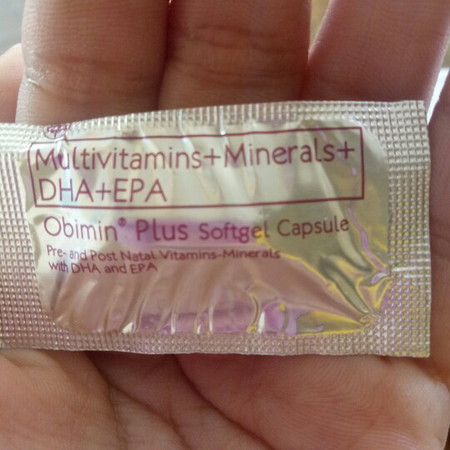 Multivitamins+Minerals+
DHA+EPA
Obimin® Plus Softgel Capsule
Pre- and Post Natal Vitamins-Minerals
with DHA and EPA